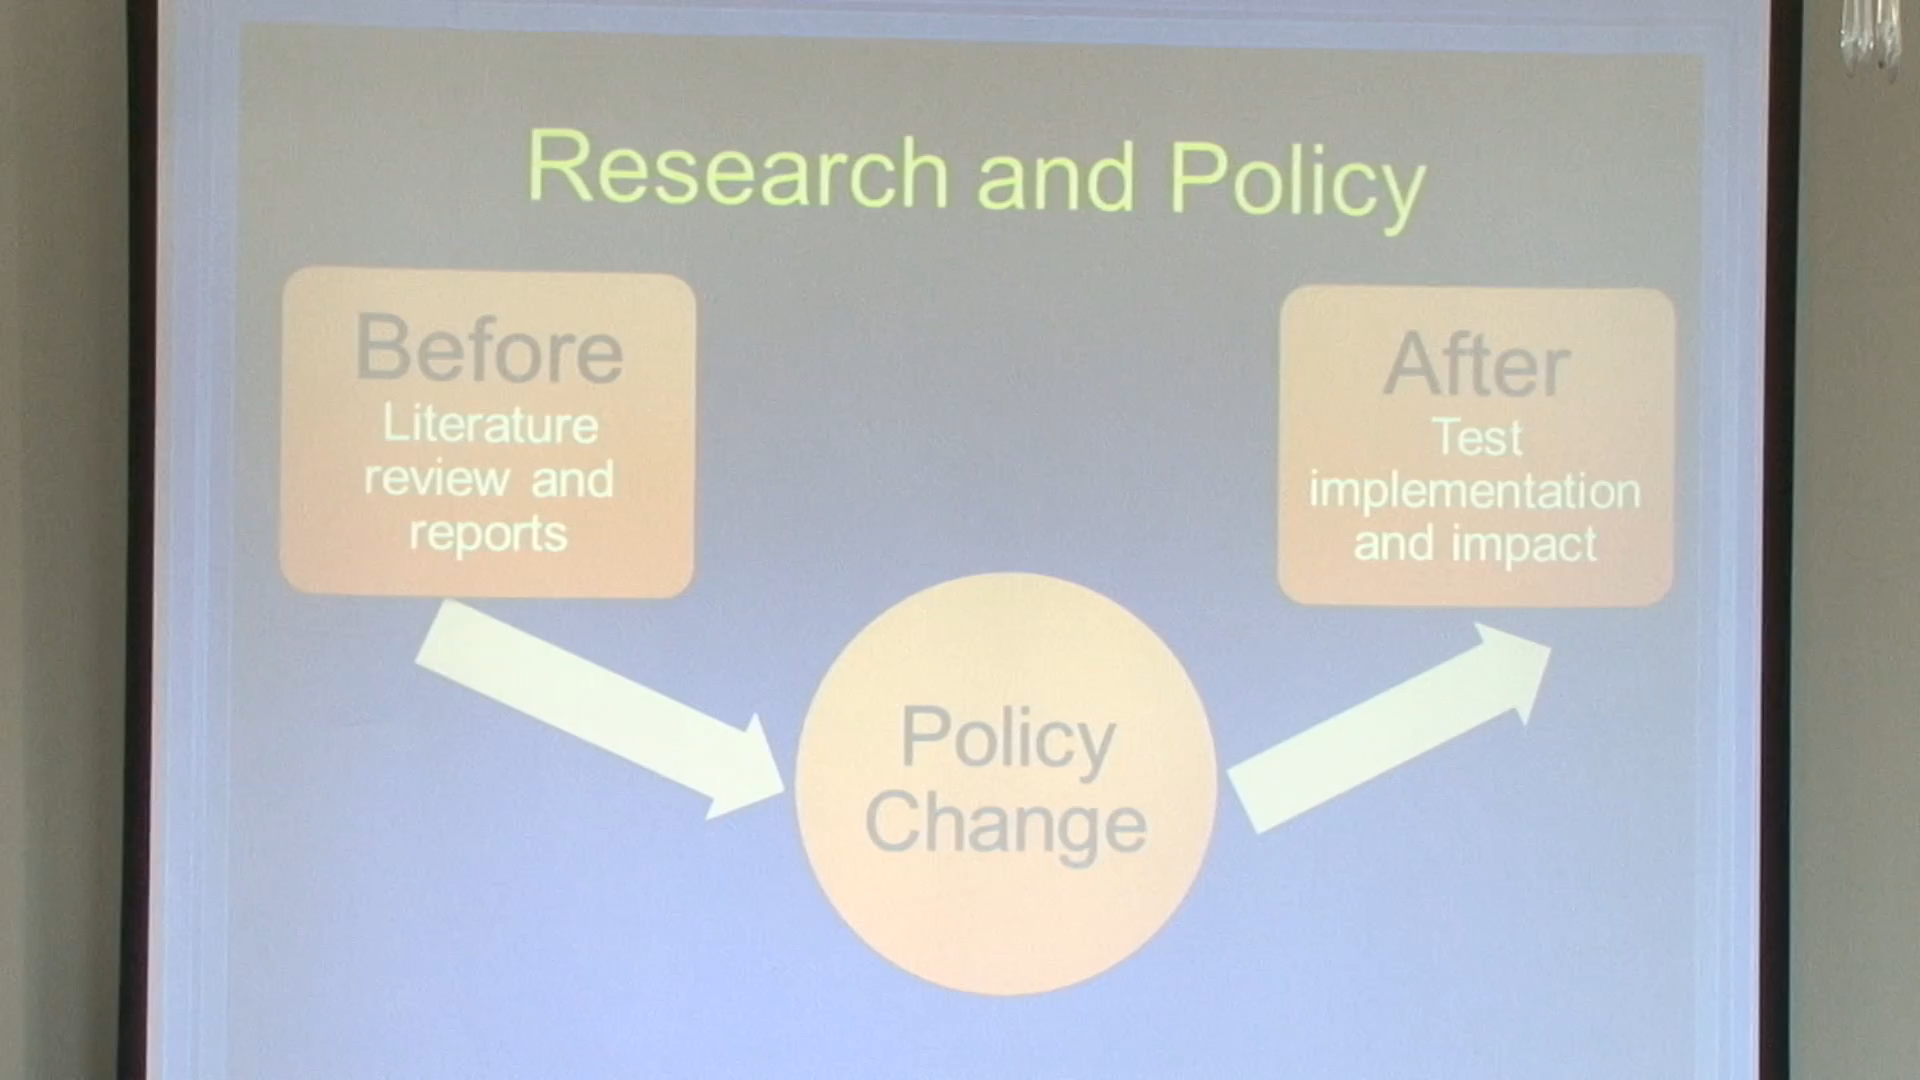 Research and Policy
Before
Literature
review and
reports
After
Test
implementation
and impact
Policy
Change